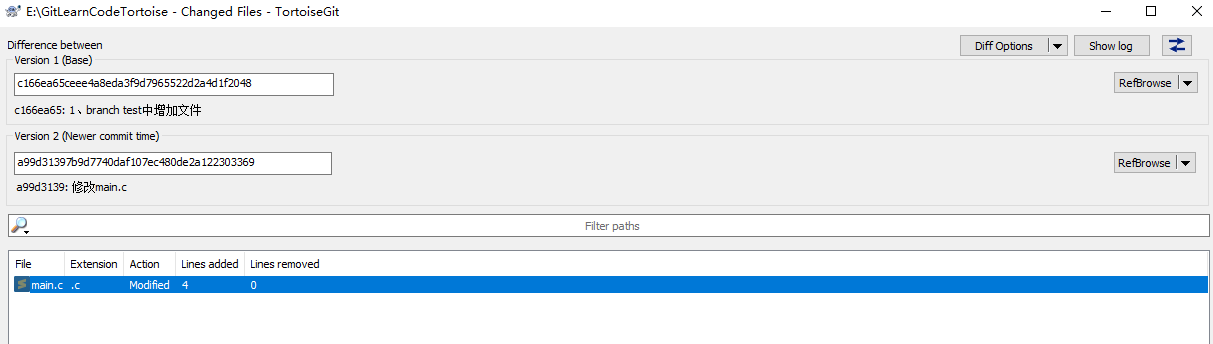 E:\GitLearnCodeTortoise - Changed Files - TortoiseGit
Difference between
Diff Options
Show log
Version 1 (Base)
c166ea65ceee4a8eda3f9d7965522d2a4d1f2048
RefBrowse
c166ea65: 1、branch test中增加文件
Version 2 (Newer commit time)
a99d31397b9d7740daf107ec480de2a122303369
RefBrowse
a99d3139: 修改main.c
Filter paths
File Extension Action Lines added Lines removed
main.c .c Modified 4 0